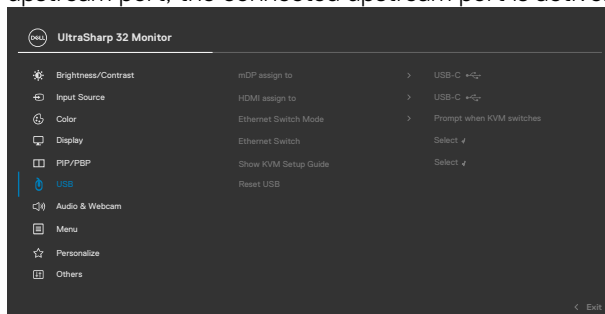 upstream port, the connected upstream port is active.
DELL UltraSharp 32 Monitor
Brightness/Contrast mDP assign to > USB-C
Input Source HDMI assign to > USB-C
Color Ethernet Switch Mode > Prompt when KVM switches
Display Ethernet Switch Select
PIP/PBP Show KVM Setup Guide Select
USB Reset USB
Audio & Webcam
Menu
Personalize
Others
< Exit